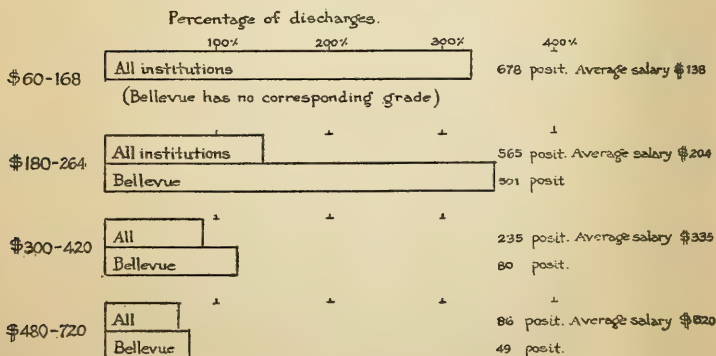 Percentage of discharges.
100% 200% 300% 400%
$60-168 All institutions 678 posit. Average salary $138
(Bellevue has no corresponding grade)
$180-264 All institutions 565 posit. Average salary $204
Bellevue 501 posit
$300-420 All 235 posit. Average salary $335
Bellevue 80 posit.
$480-720 All 86 posit. Average salary
Bellevue 49 posit.